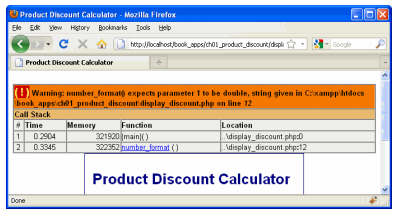 Product Discount Calculator - Mozilla Firefox
File Edit View History Bookmarks Tools Help
http://localhost/book_apps/ch01_product_discount/displ
Google
Product Discount Calculator
(!) Warning: number_format() expects parameter 1 to be double, string given in C:\xampp\htdocs
\book_apps\ch01_product_discount\display_discount.php on line 12
Call Stack
# Time Memory Function Location
1 0.2904 321920 {main}( ) ..\display_discount.php:0
2 0.3345 322352 number_format ( ) ..\display_discount.php:12
Product Discount Calculator
Done